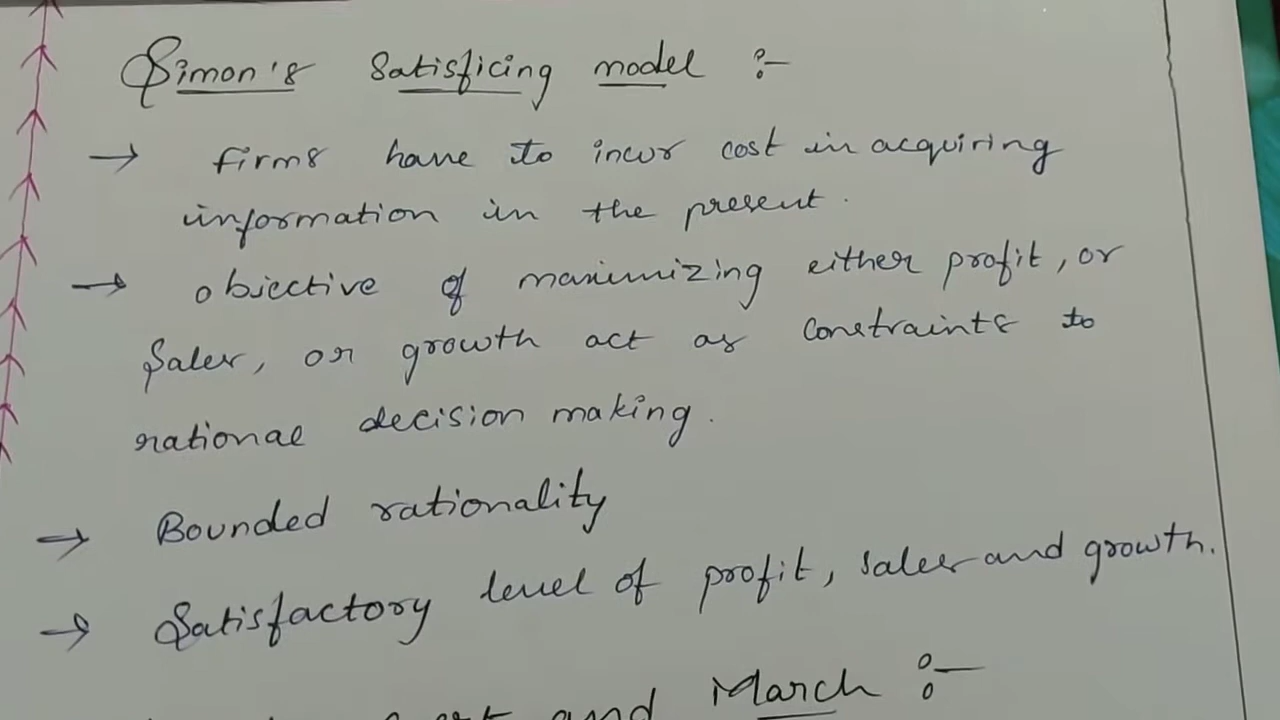 Simon's Satisficing model :-
→ firms have to incur cost in acquiring
information in the present.
→ objective of maximizing either profit, or
Sales, or growth act as constraints to
rational decision making.
→ Bounded rationality
→ Satisfactory level of profit, sales and growth.
and March :-